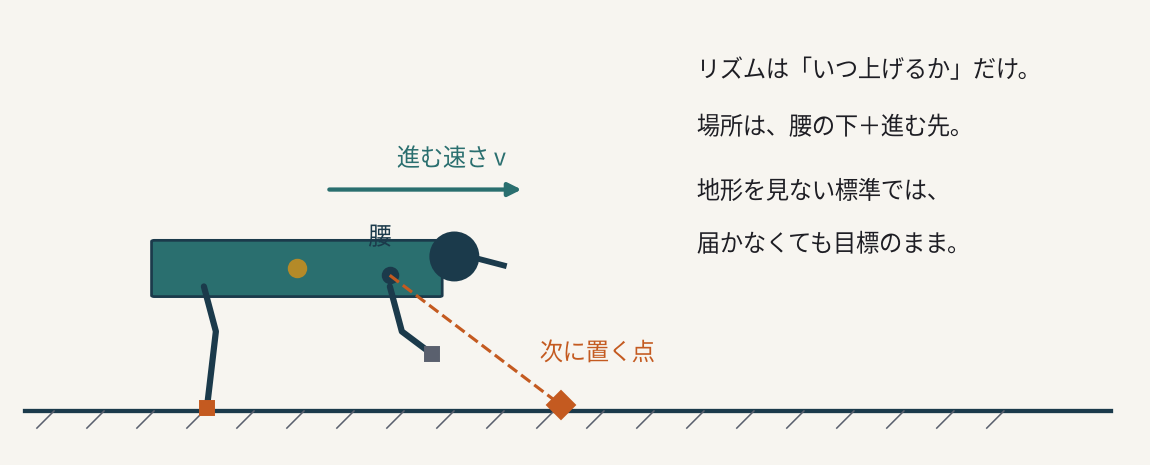 リズムは「いつ上げるか」だけ。
場所は、腰の下＋進む先。
進む速さ v
地形を見ない標準では、
届かなくても目標のまま。
腰
次に置く点